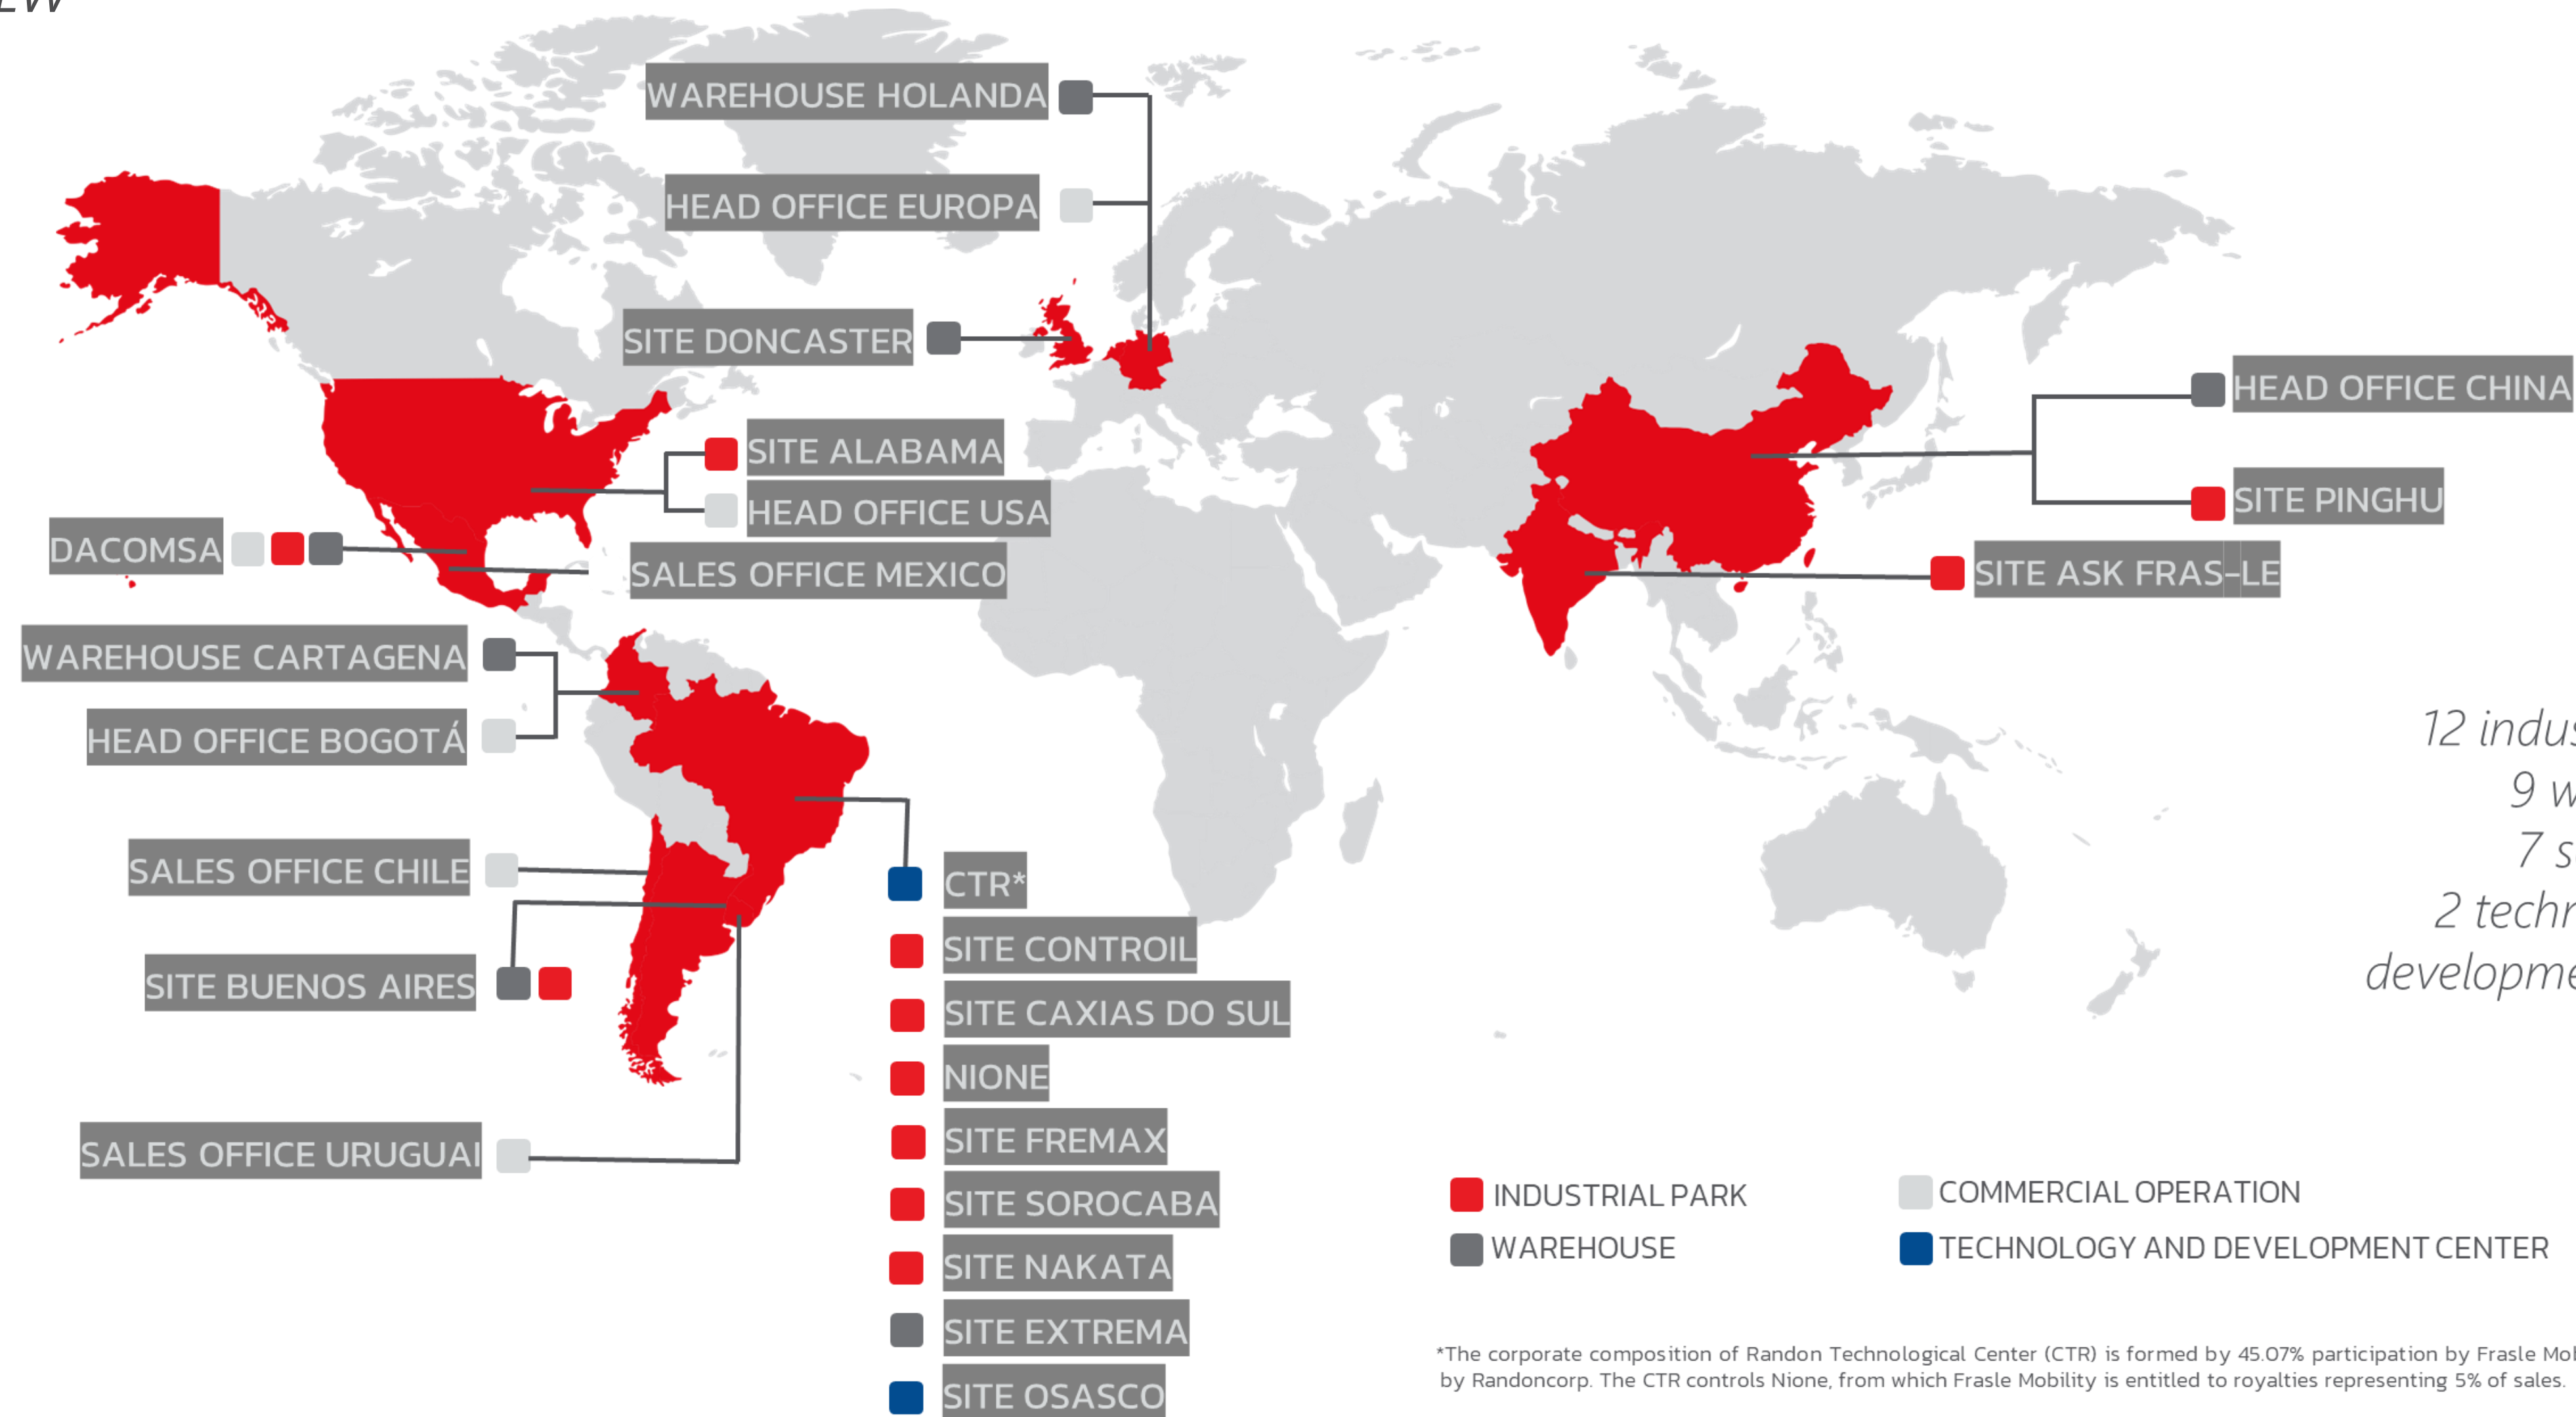 WAREHOUSE HOLANDA
HEAD OFFICE EUROPA
SITE DONCASTER
HEAD OFFICE CHINA
SITE ALABAMA
SITE PINGHU
HEAD OFFICE USA
DACOMSA
SALES OFFICE MEXICO
SITE ASK FRAS-LE
WAREHOUSE CARTAGENA
HEAD OFFICE BOGOTÁ
12
9
7
2
SALES OFFICE CHILE
CTR*
SITE CONTROIL
SITE BUENOS AIRES
SITE CAXIAS DO SUL
NIONE
SITE FREMAX
SALES OFFICE URUGUAI
SITE SOROCABA
SITE NAKATA
SITE EXTREMA
SITE OSASCO
INDUSTRIAL PARK
COMMERCIAL OPERATION
WAREHOUSE
TECHNOLOGY AND DEVELOPMENT CENTER
*The corporate composition of Randon Technological Center (CTR) is formed by 45.07% participation by Frasle
by Randoncorp. The CTR controls Nione, from which Frasle Mobility is entitled to royalties representing 5% of sales.